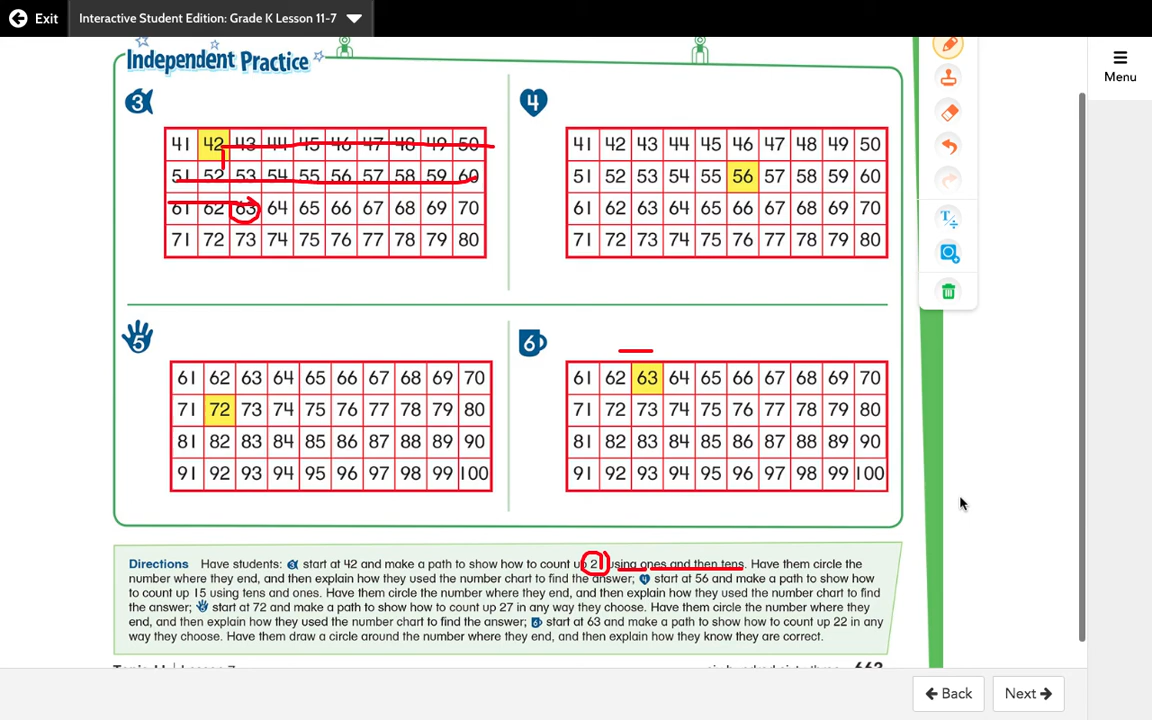 Exit
Interactive Student Edition: Grade K Lesson 11-7
Menu
Independent Practice
3
41 42 43 44 45 46 47 48 49 50
51 52 53 54 55 56 57 58 59 60
61 62 63 64 65 66 67 68 69 70
71 72 73 74 75 76 77 78 79 80
4
41 42 43 44 45 46 47 48 49 50
51 52 53 54 55 56 57 58 59 60
61 62 63 64 65 66 67 68 69 70
71 72 73 74 75 76 77 78 79 80
5
61 62 63 64 65 66 67 68 69 70
71 72 73 74 75 76 77 78 79 80
81 82 83 84 85 86 87 88 89 90
91 92 93 94 95 96 97 98 99 100
6
61 62 63 64 65 66 67 68 69 70
71 72 73 74 75 76 77 78 79 80
81 82 83 84 85 86 87 88 89 90
91 92 93 94 95 96 97 98 99 100
Directions Have students: 3 start at 42 and make a path to show how to count up 21 using ones and then tens. Have them circle the
number where they end, and then explain how they used the number chart to find the answer; 4 start at 56 and make a path to show how
to count up 15 using tens and ones. Have them circle the number where they end, and then explain how they used the number chart to find
the answer; 5 start at 72 and make a path to show how to count up 27 in any way they choose. Have them circle the number where they
end, and then explain how they used the number chart to find the answer; 6 start at 63 and make a path to show how to count up 22 in any
way they choose. Have them draw a circle around the number where they end, and then explain how they know they are correct.
Back
Next